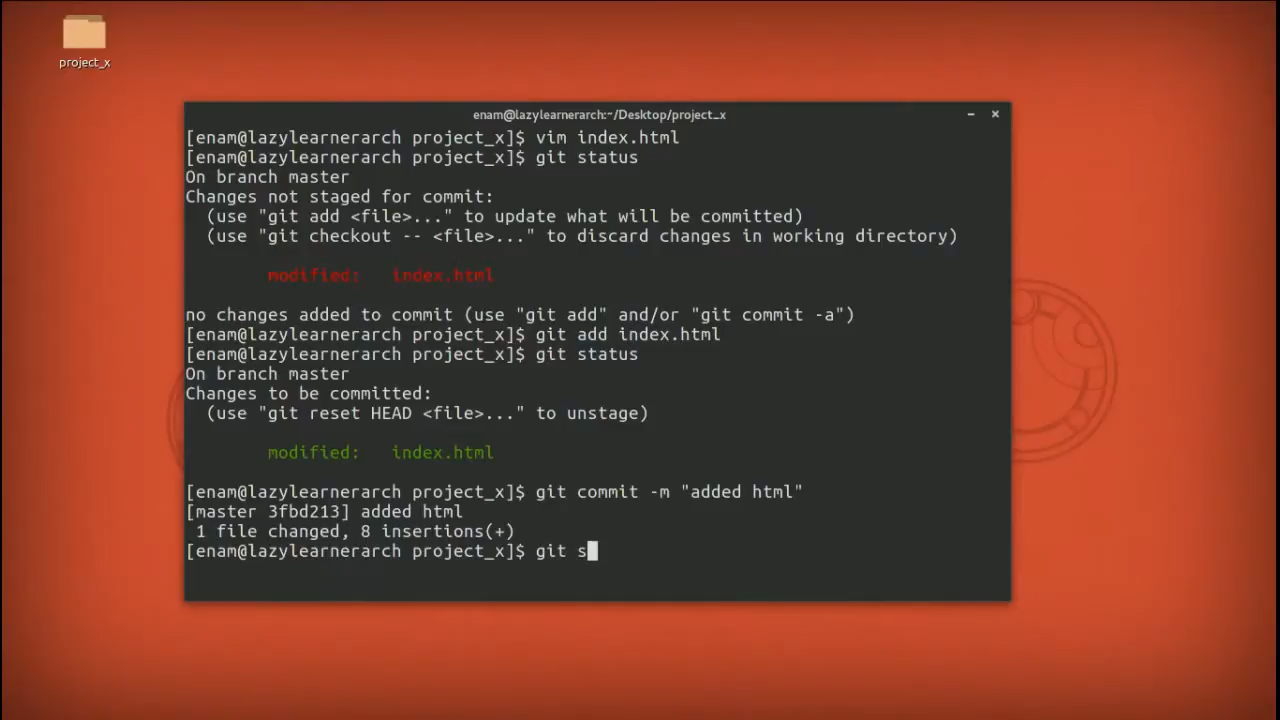 project_x
enam@lazylearnerarch:~/Desktop/project_x
[enam@lazylearnerarch project_x]$ vim index.html
[enam@lazylearnerarch project_x]$ git status
On branch master
Changes not staged for commit:
  (use "git add <file>..." to update what will be committed)
  (use "git checkout -- <file>..." to discard changes in working directory)
        modified:   index.html
no changes added to commit (use "git add" and/or "git commit -a")
[enam@lazylearnerarch project_x]$ git add index.html
[enam@lazylearnerarch project_x]$ git status
On branch master
Changes to be committed:
  (use "git reset HEAD <file>..." to unstage)
        modified:   index.html
[enam@lazylearnerarch project_x]$ git commit -m "added html"
[master 3fbd213] added html
 1 file changed, 8 insertions(+)
[enam@lazylearnerarch project_x]$ git s